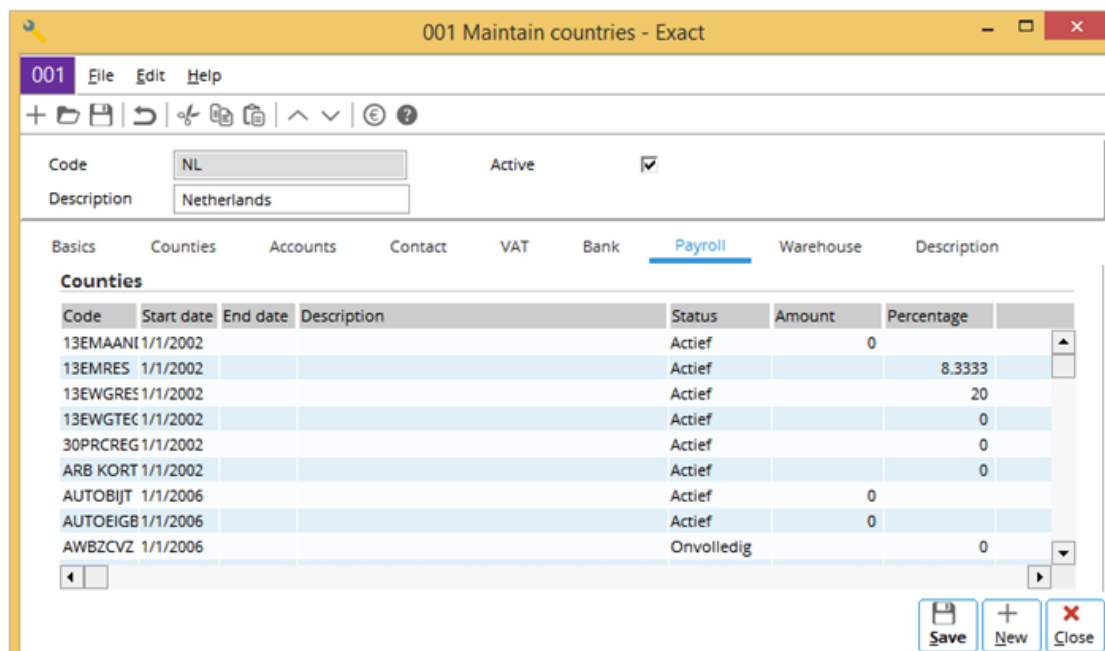 001 Maintain countries - Exact
001 File Edit Help
Code NL Active
Description Netherlands
Basics Counties Accounts Contact VAT Bank Payroll Warehouse Description
Counties
Code Start date End date Description Status Amount Percentage
1/1/2002 Actief 0
13EMRES 1/1/2002 Actief 8.3333
13EWGRES 1/1/2002 Actief 20
1/1/2002 Actief 0
30PRCREG 1/1/2002 Actief 0
ARB KORT 1/1/2002 Actief 0
AUTOBIJT 1/1/2006 Actief 0
AUTOEIGB 1/1/2006 Actief 0
AWBZCVZ 1/1/2006 Onvolledig 0
Save New Close